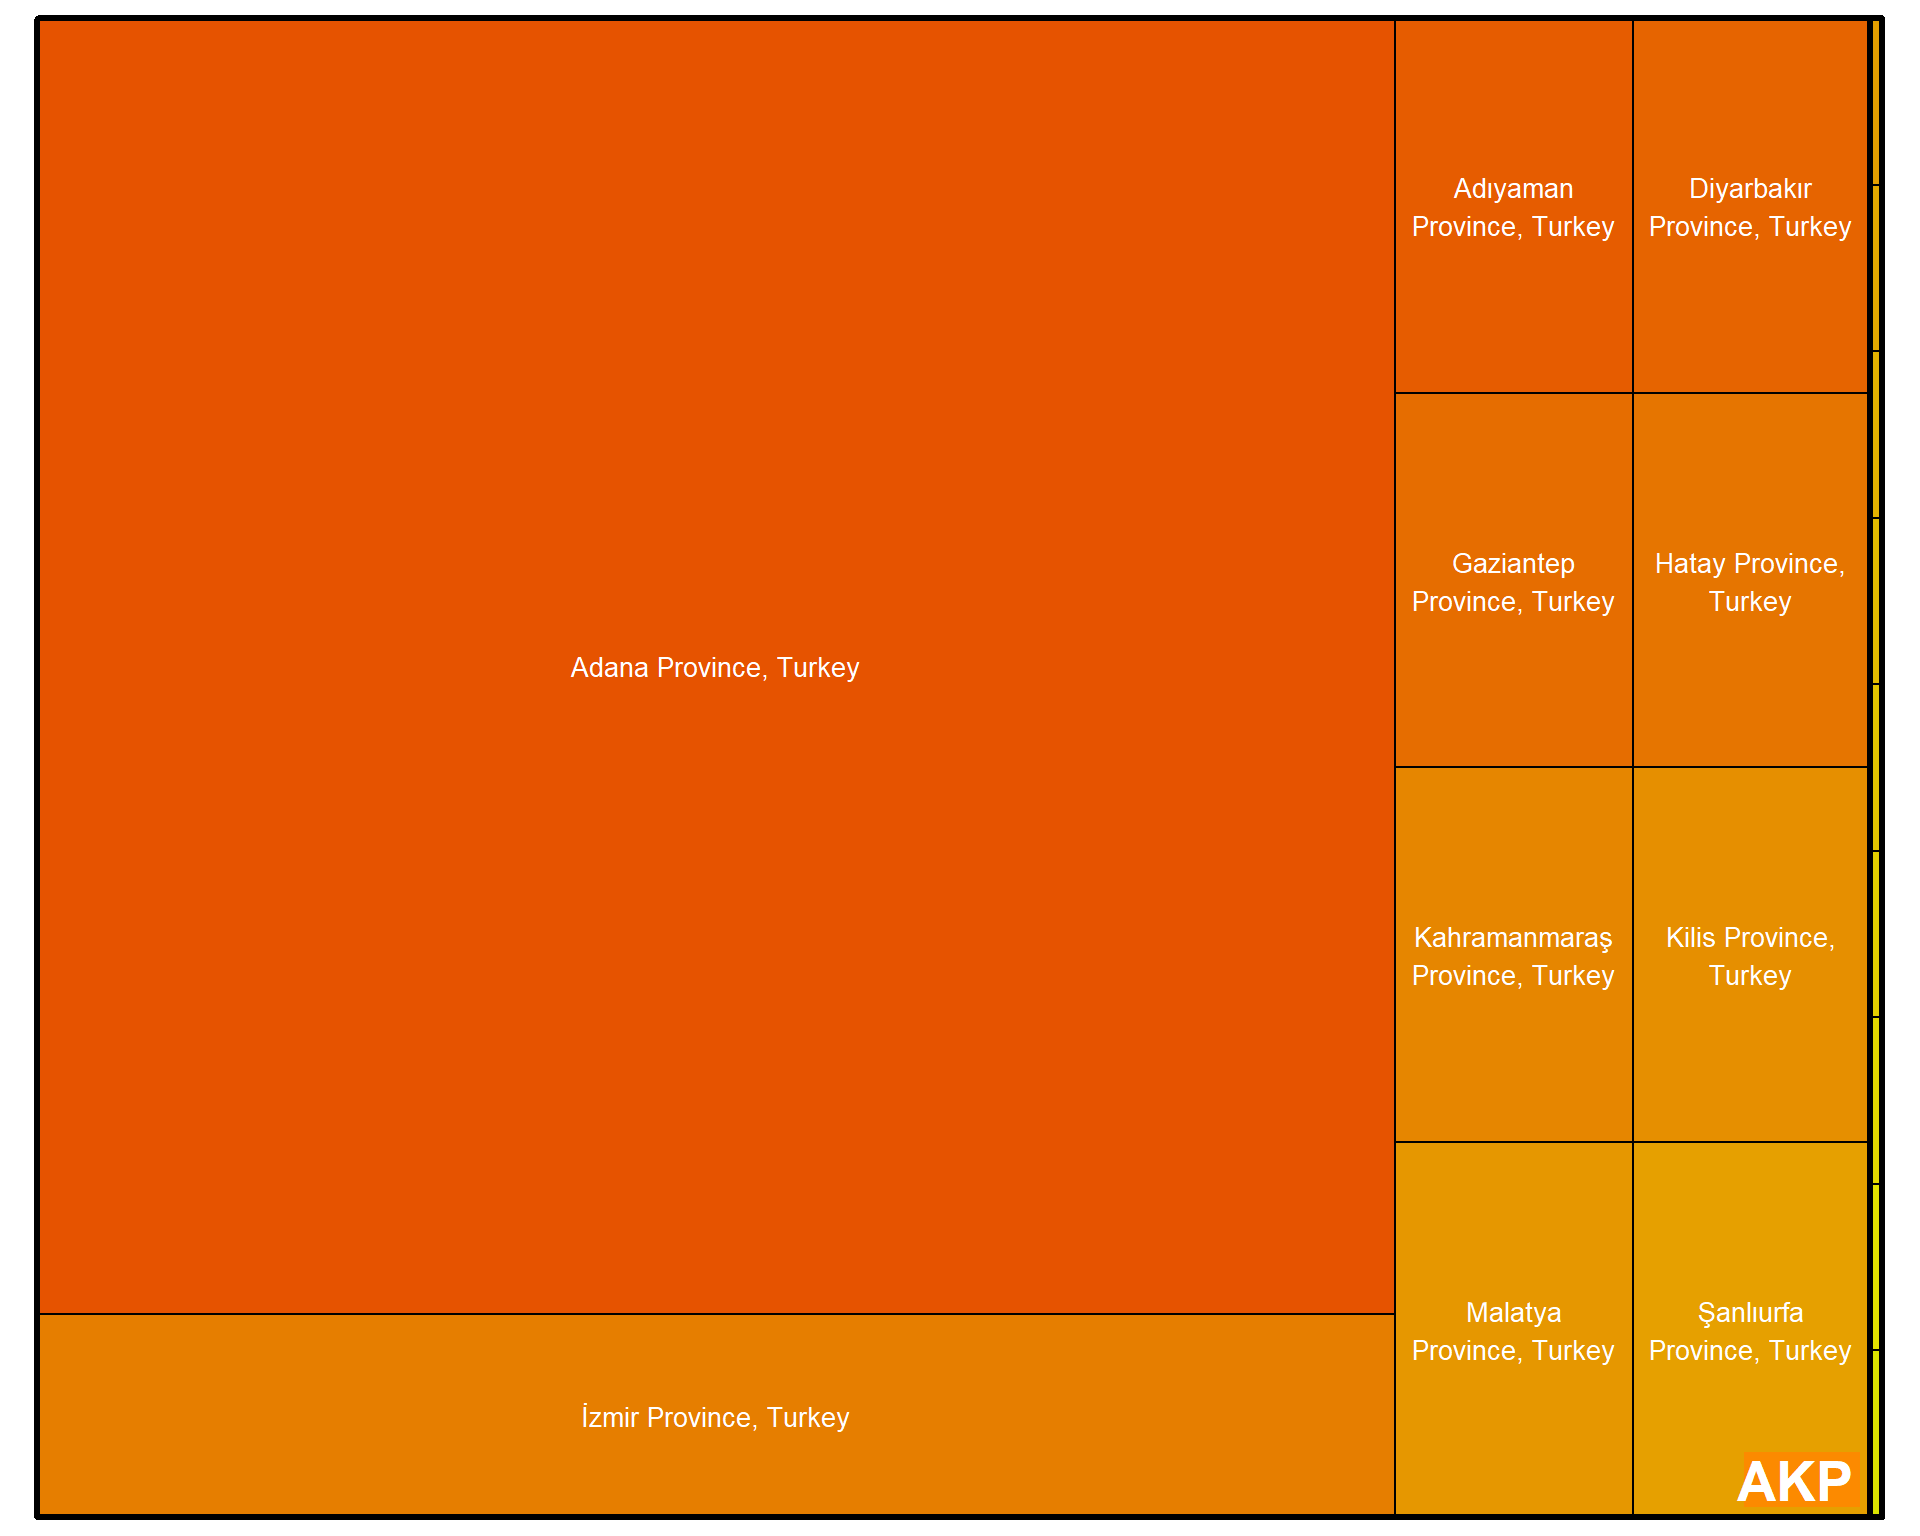 Adıyaman
Province, Turkey
Diyarbakır
Province, Turkey
Gaziantep
Province, Turkey
Hatay Province,
Turkey
Adana Province, Turkey
Kahramanmaraş
Province, Turkey
Kilis Province,
Turkey
Malatya
Province, Turkey
Şanlıurfa
Province, Turkey
İzmir Province, Turkey
AKP